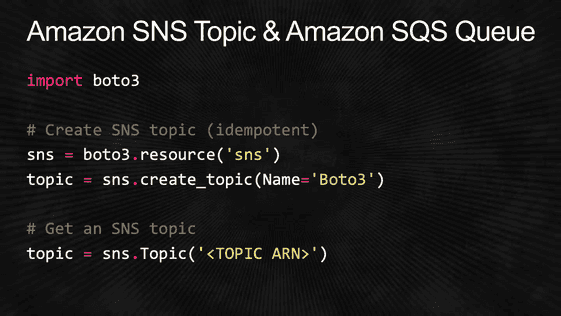 Amazon SNS Topic & Amazon SQS Queue
import boto3
# Create SNS topic (idempotent)
sns = boto3.resource('sns')
topic = sns.create_topic(Name='Boto3')
# Get an SNS topic
topic = sns.Topic('<TOPIC ARN>')